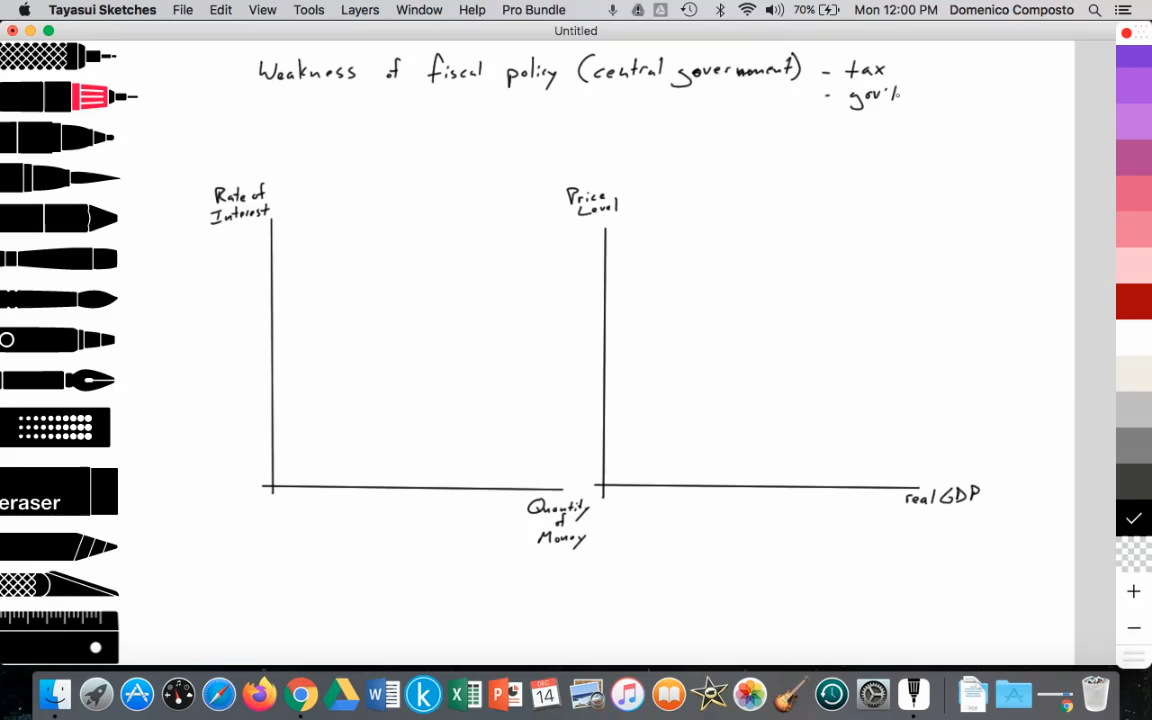 Tayasui Sketches File Edit View Tools Layers Window Help Pro Bundle 70% Mon 12:00 PM Domenico Composto
Untitled
Weakness of fiscal policy (central government) - tax
- gov't
Rate of
Interest
Price
Level
real GDP
Quantity
of
Money
eraser
DEC
14